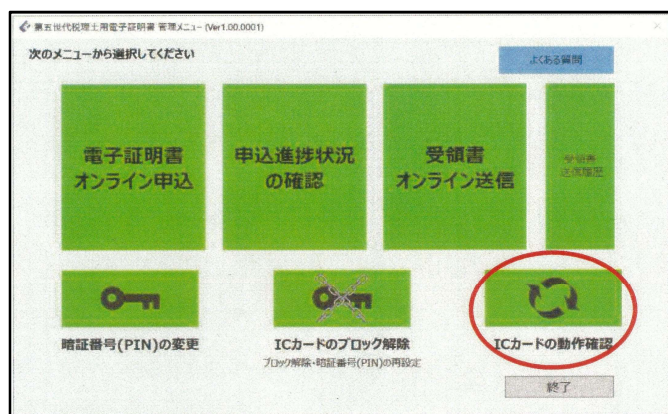 第五世代税理士用電子証明書 管理メニュー (Ver1.00.0001)
次のメニューから選択してください
よくある質問
電子証明書
オンライン申込
申込進捗状況
の確認
受領書
オンライン送信
受領書
送信履歴
暗証番号(PIN)の変更
ICカードのブロック解除
ブロック解除・暗証番号(PIN)の再設定
ICカードの動作確認
終了